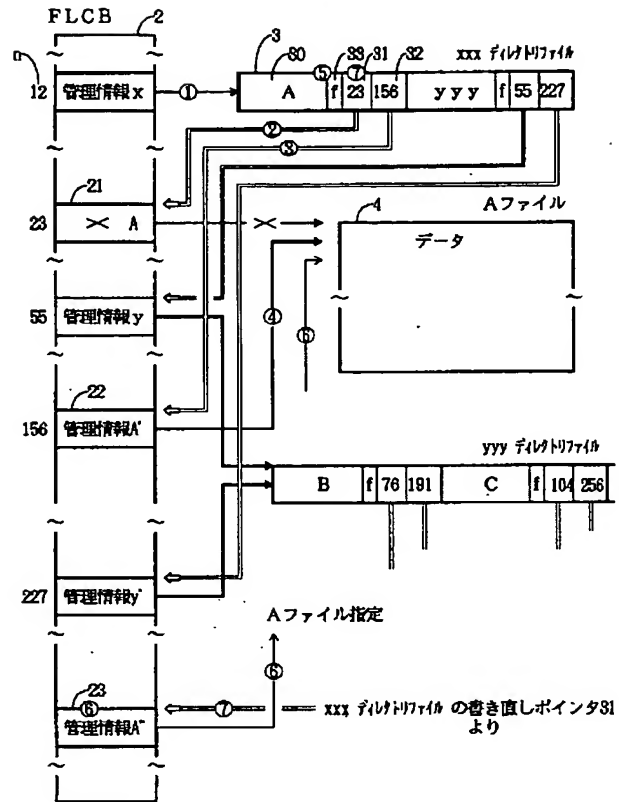 FLCB 2
n
12 管理情報x ①
3 30 ⑤ 33 ⑦ 31 32 xxx ディレクトリファイル
A f 23 156 yyy f 55 227
②
③
21
23 × A ×
4 Aファイル
データ
55 管理情報y
④ ⑥
22
156 管理情報A'
yyy ディレクトリファイル
B f 76 191 C f 104 256
227 管理情報y'
Aファイル指定
⑥
23
⑥ ⑦ xxx ディレクトリファイル の書き直しポインタ31
管理情報A"
より